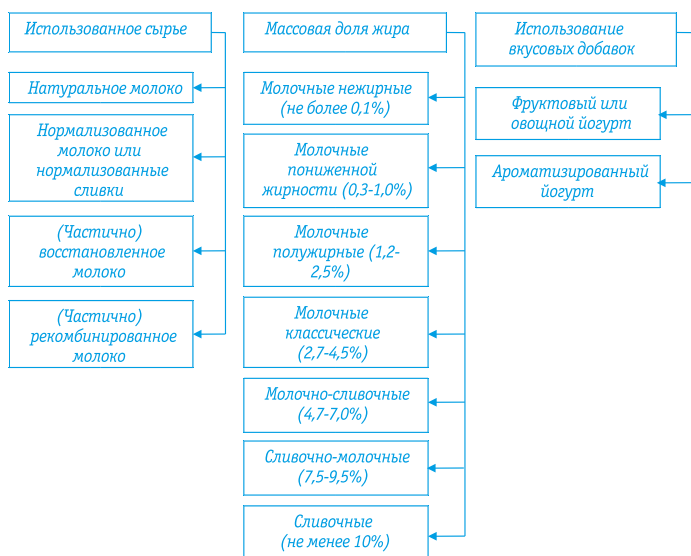 Использованное сырье
Натуральное молоко
Нормализованное
молоко или
нормализованные
сливки
(Частично)
восстановленное
молоко
(Частично)
рекомбинированное
молоко
Массовая доля жира
Молочные нежирные
(не более 0,1%)
Молочные
пониженной
жирности (0,3-1,0%)
Молочные
полужирные (1,2-
2,5%)
Молочные
классические
(2,7-4,5%)
Молочно-сливочные
(4,7-7,0%)
Сливочно-молочные
(7,5-9,5%)
Сливочные
(не менее 10%)
Использование
вкусовых добавок
Фруктовый или
овощной йогурт
Ароматизированный
йогурт